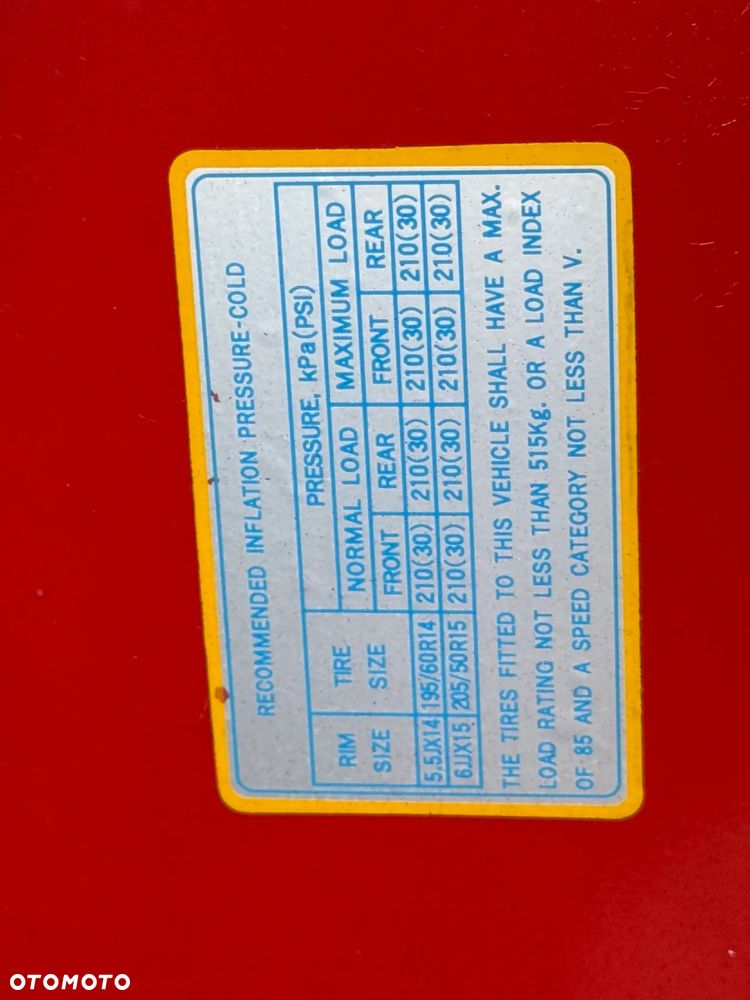 RECOMMENDED INFLATION PRESSURE-COLD
RIM SIZE TIRE SIZE PRESSURE, kPa(PSI)
NORMAL LOAD MAXIMUM LOAD
FRONT REAR FRONT REAR
5.5JX14 195/60R14 210(30) 210(30) 210(30) 210(30)
6JJX15 205/50R15 210(30) 210(30) 210(30) 210(30)
THE TIRES FITTED TO THIS VEHICLE SHALL HAVE A MAX.
LOAD RATING NOT LESS THAN 515Kg. OR A LOAD INDEX
OF 85 AND A SPEED CATEGORY NOT LESS THAN V.
OTOMOTO